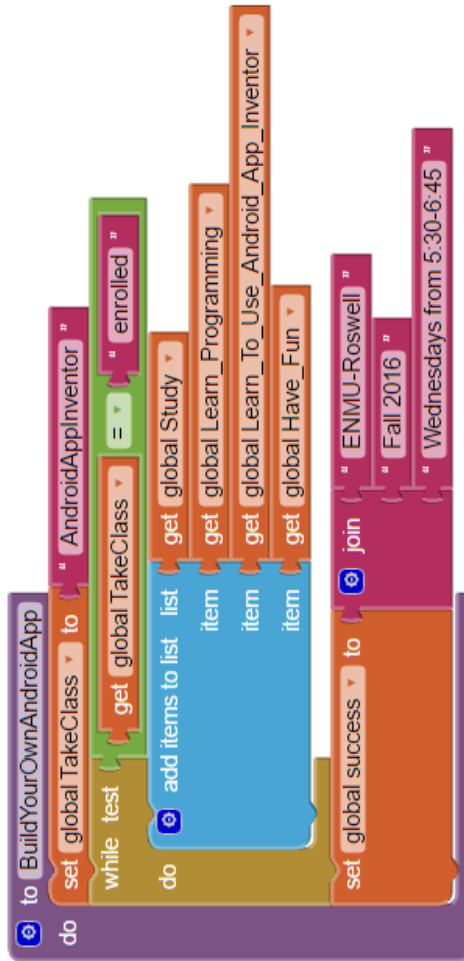 to BuildYourOwnAndroidApp
do set global TakeClass to “ AndroidAppInventor ”
while test get global TakeClass = “ enrolled ”
do add items to list list get global Study
item get global Learn_Programming
item get global Learn_To_Use_Android_App_Inventor
item get global Have_Fun
set global success to join “ ENMU-Roswell ”
“ Fall 2016 ”
“ Wednesdays from 5:30-6:45 ”